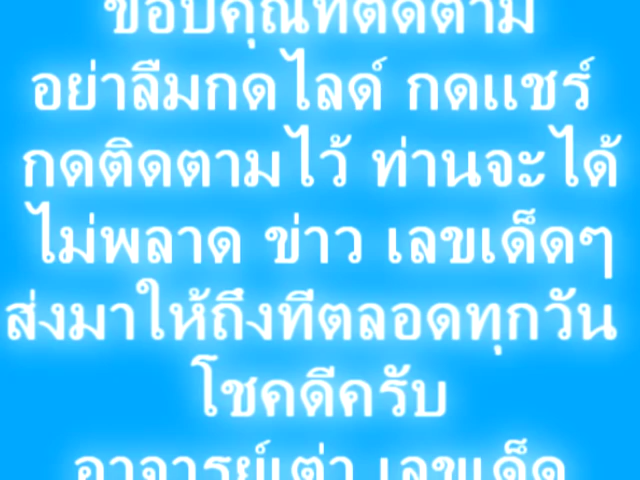 ขอบคุณที่ติดตาม
อย่าลืมกดไลด์ กดแชร์
กดติดตามไว้ ท่านจะได้
ไม่พลาด ข่าว เลขเด็ดๆ
ส่งมาให้ถึงทีตลอดทุกวัน
โชคดีครับ
อาจารย์เต่า เลขเด็ด